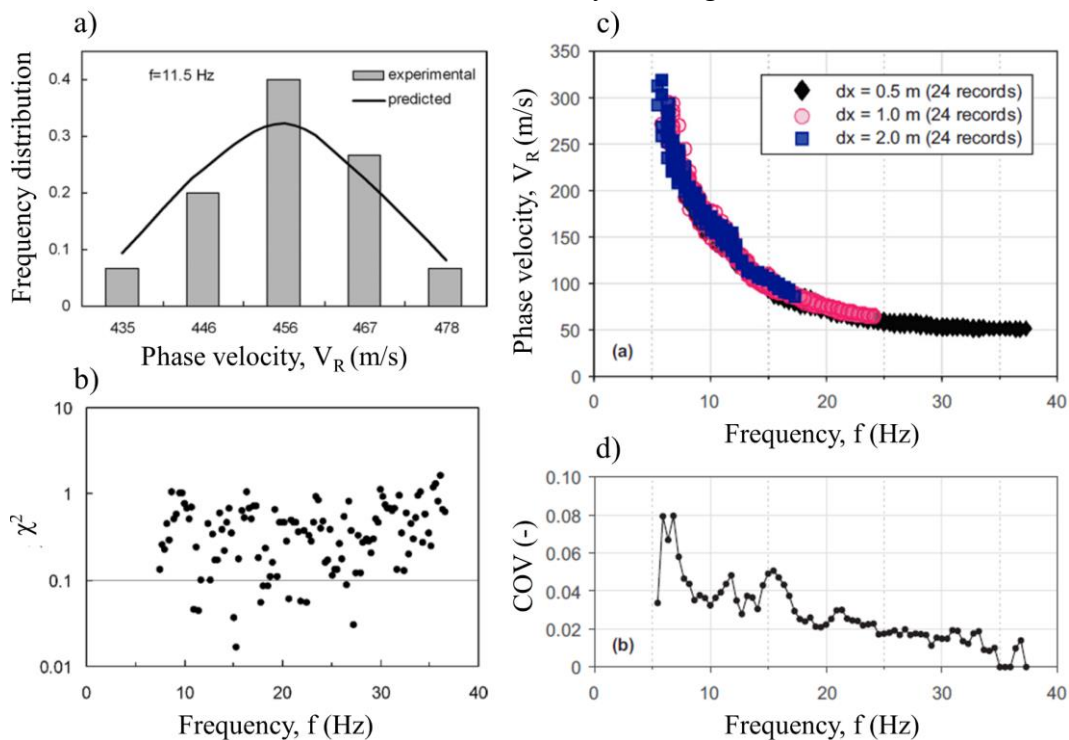 a)
Frequency distribution
0.4
0.3
0.2
0.1
0
f=11.5 Hz
experimental
predicted
435 446 456 467 478
Phase velocity, V_R (m/s)
b)
χ²
10
1
0.1
0.01
0 10 20 30 40
Frequency, f (Hz)
c)
Phase velocity, V_R (m/s)
350
300
250
200
150
100
50
0
dx = 0.5 m (24 records)
dx = 1.0 m (24 records)
dx = 2.0 m (24 records)
(a)
0 10 20 30 40
Frequency, f (Hz)
d)
COV (-)
0.10
0.08
0.06
0.04
0.02
0
(b)
0 10 20 30 40
Frequency, f (Hz)